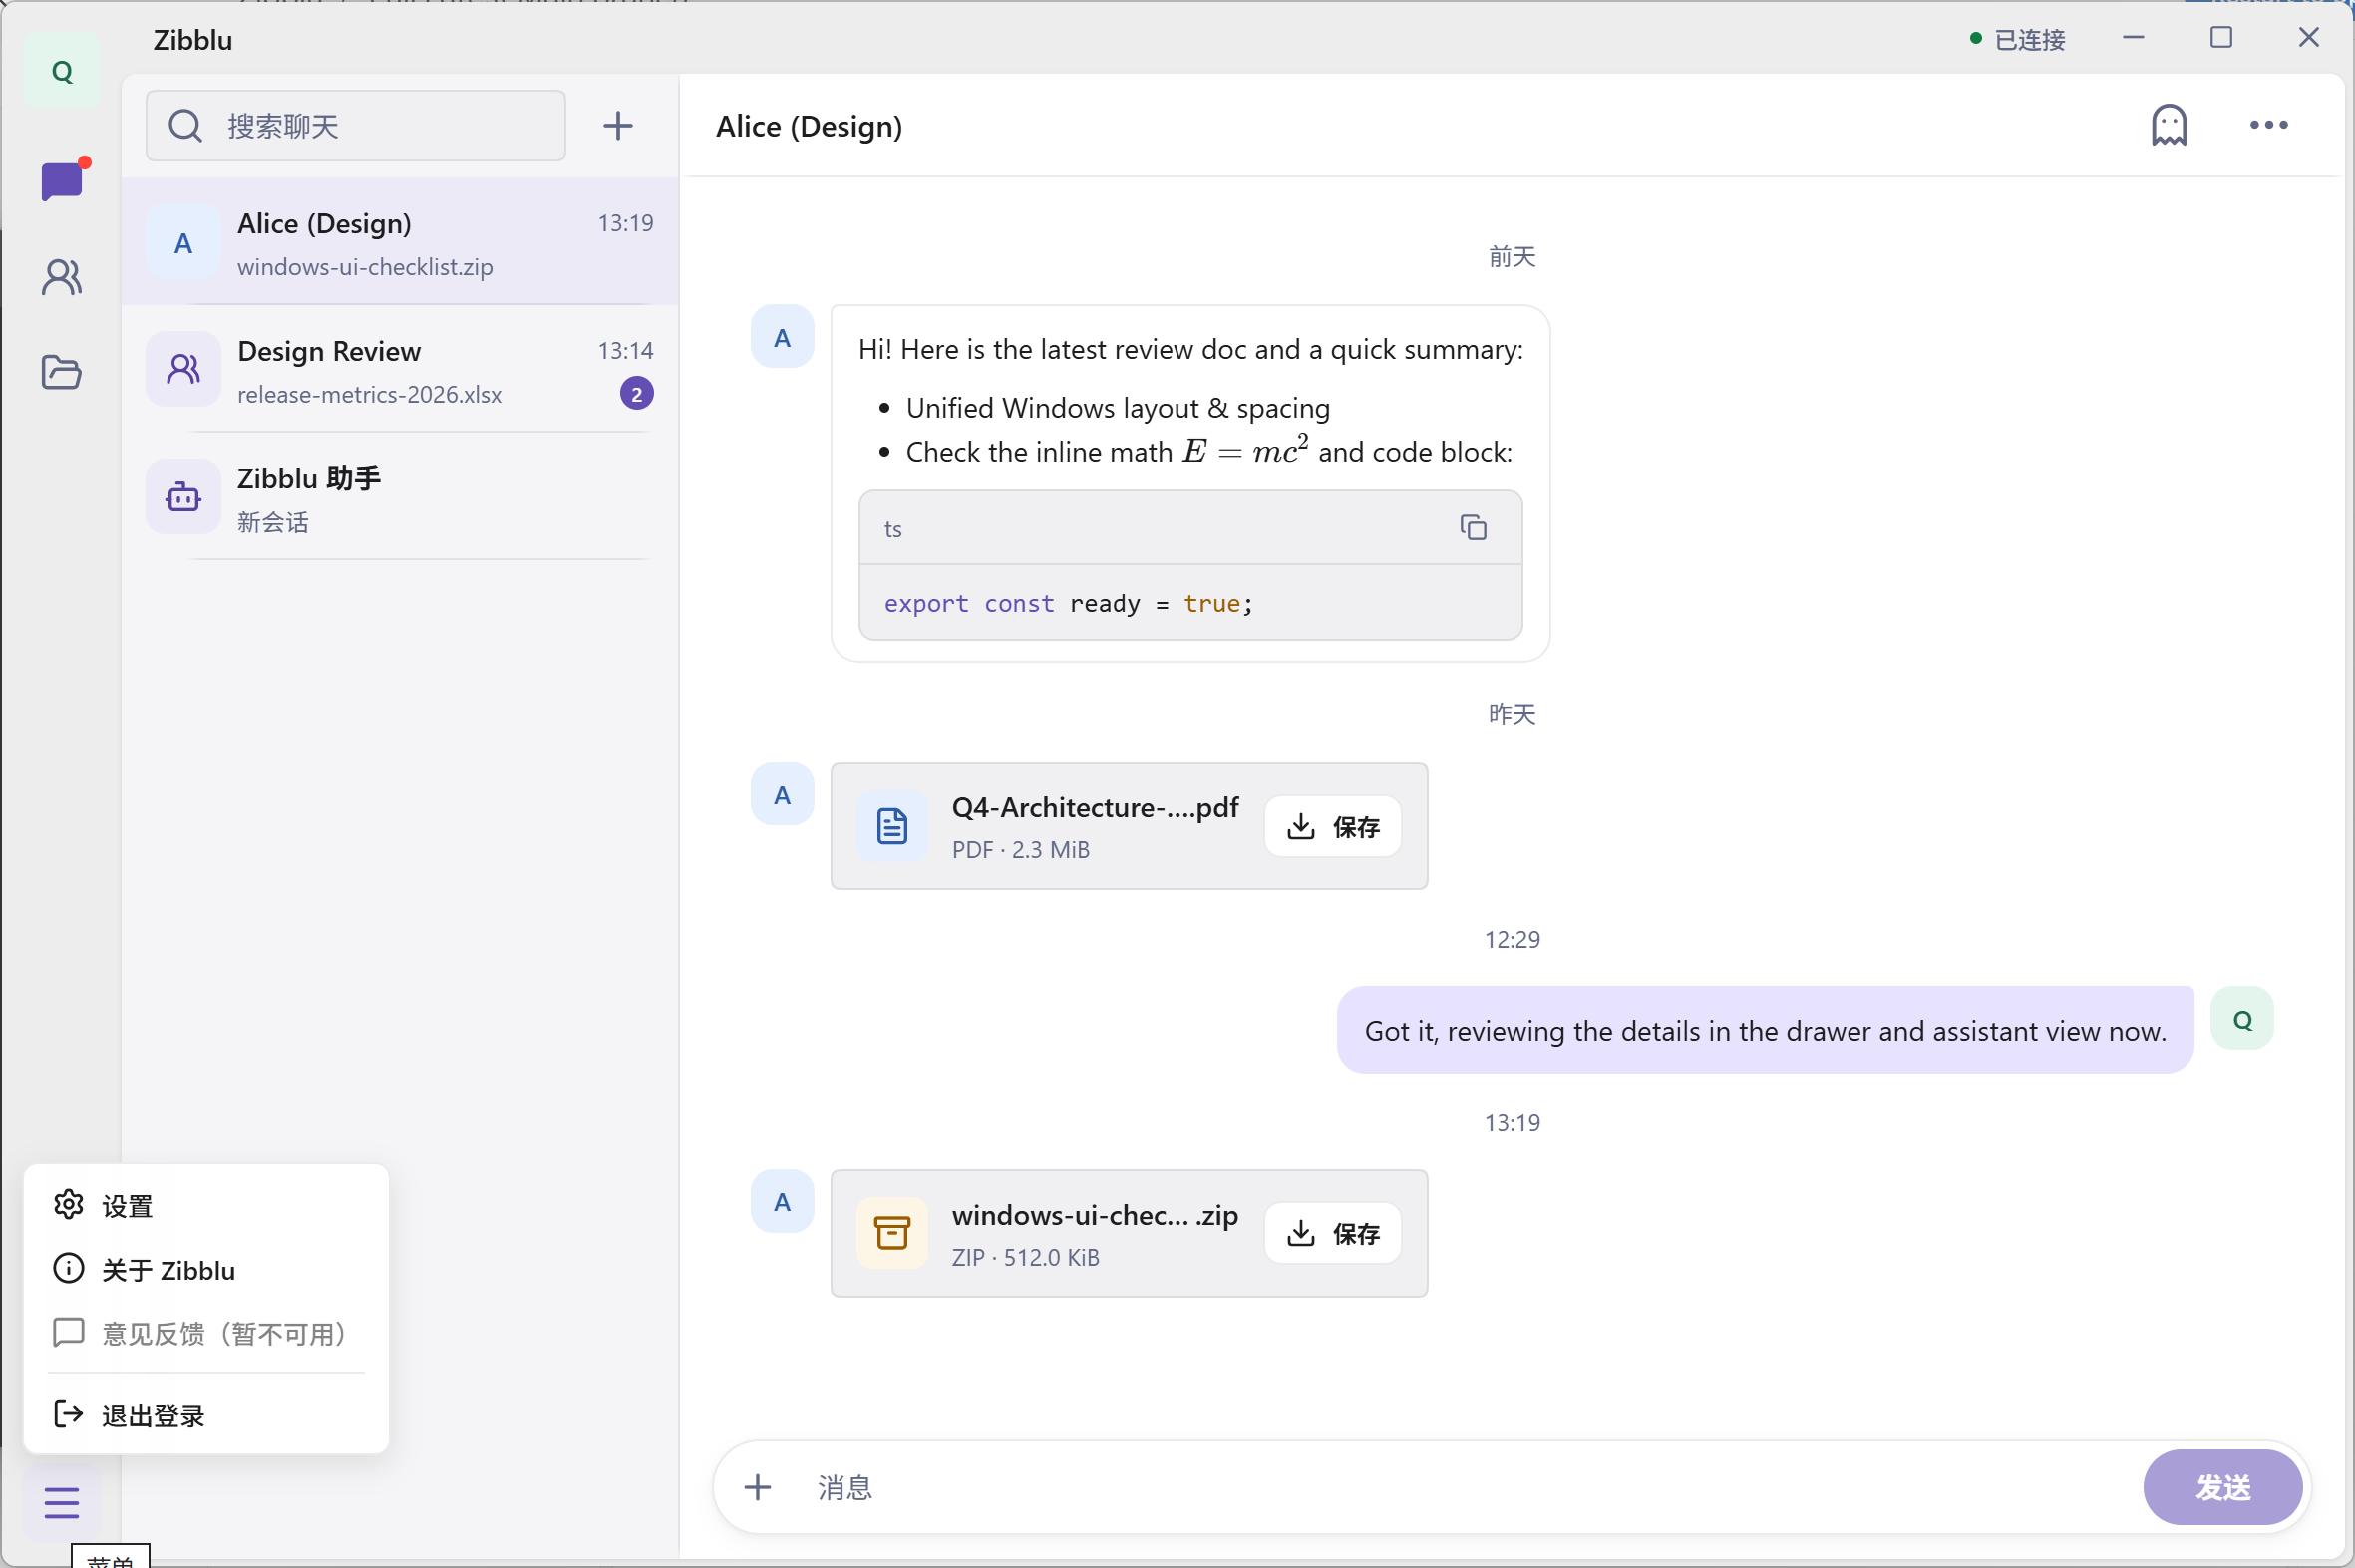 Zibblu
已连接
Q
搜索聊天
Alice (Design)
A
Alice (Design)
13:19
windows-ui-checklist.zip
Design Review
13:14
release-metrics-2026.xlsx
2
Zibblu 助手
新会话
前天
A
Hi! Here is the latest review doc and a quick summary:
• Unified Windows layout & spacing
• Check the inline math E = mc² and code block:
ts
export const ready = true;
昨天
A
Q4-Architecture-....pdf
PDF · 2.3 MiB
保存
12:29
Got it, reviewing the details in the drawer and assistant view now.
Q
13:19
A
windows-ui-chec... .zip
ZIP · 512.0 KiB
保存
设置
关于 Zibblu
意见反馈（暂不可用）
退出登录
消息
发送
菜单